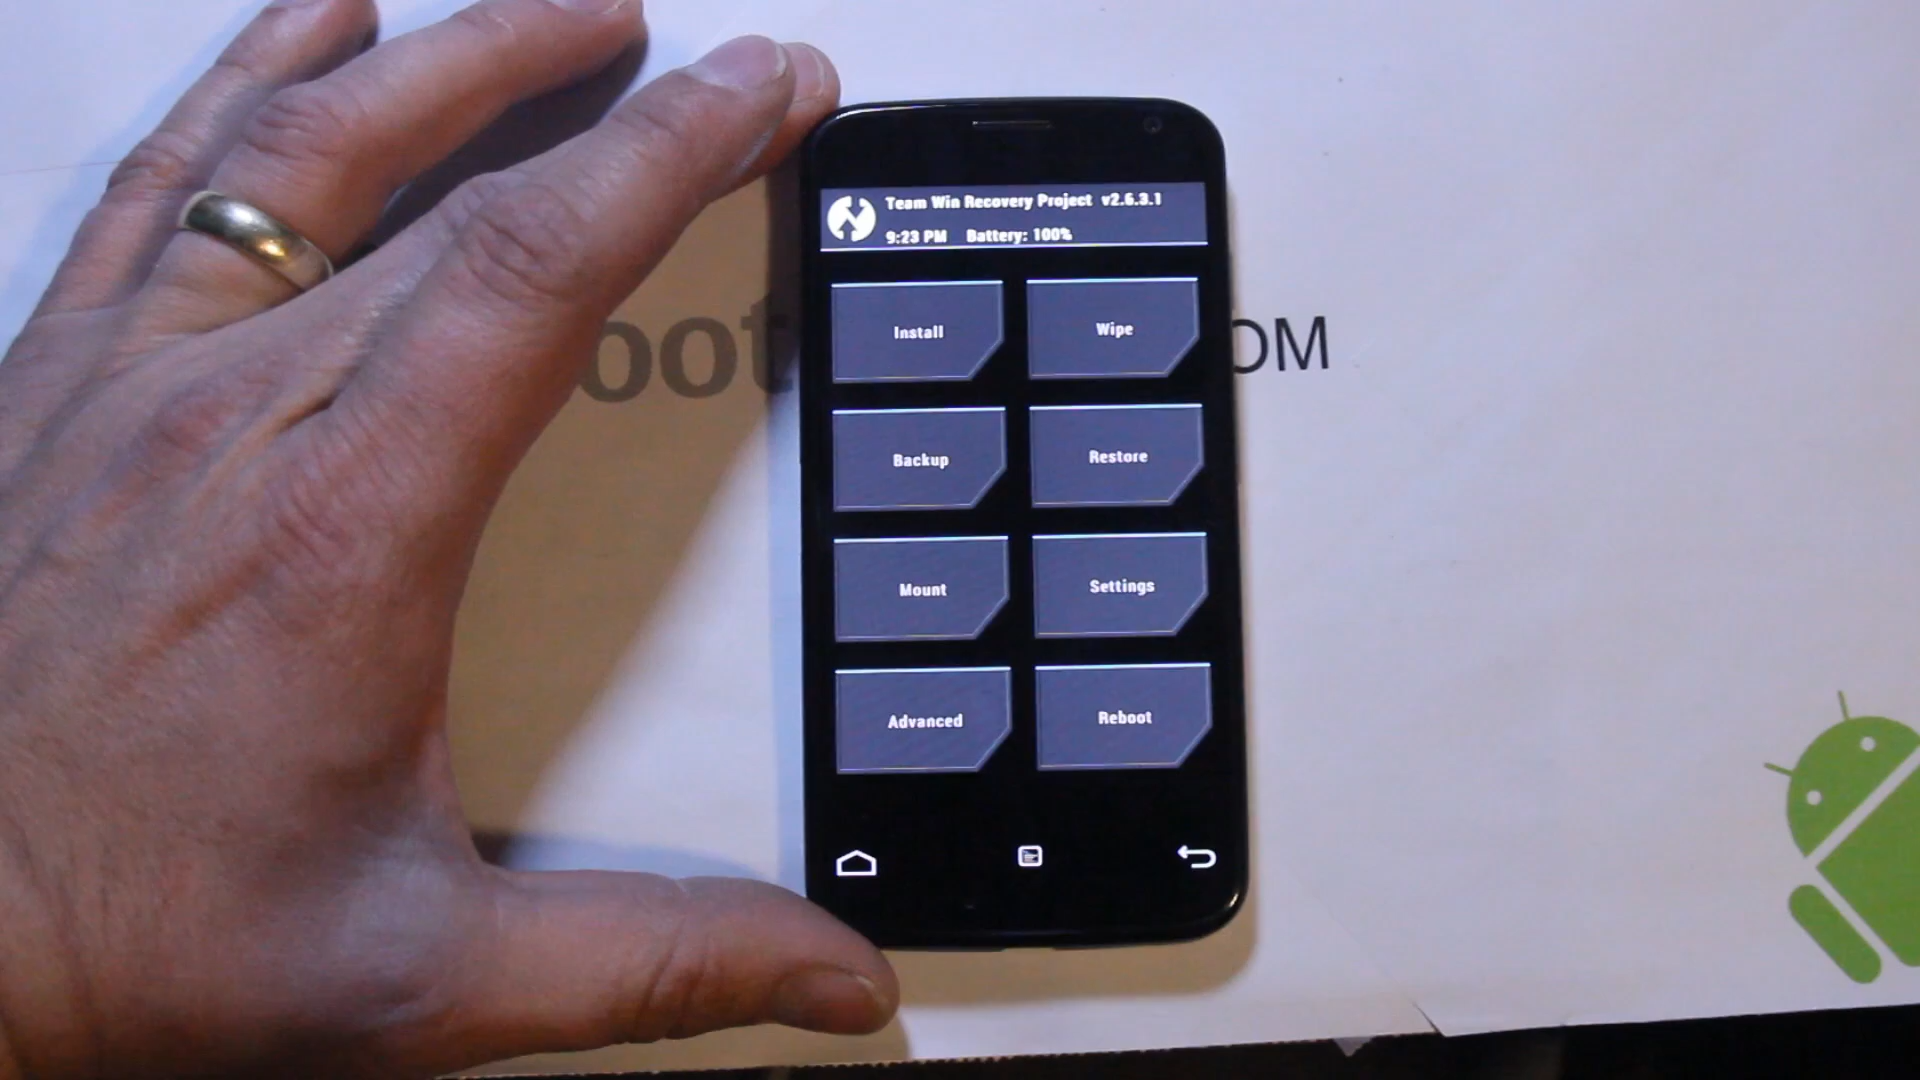 Team Win Recovery Project v2.6.3.1
9:23 PM Battery: 100%
Install
Wipe
oot
OM
Backup
Restore
Mount
Settings
Advanced
Reboot